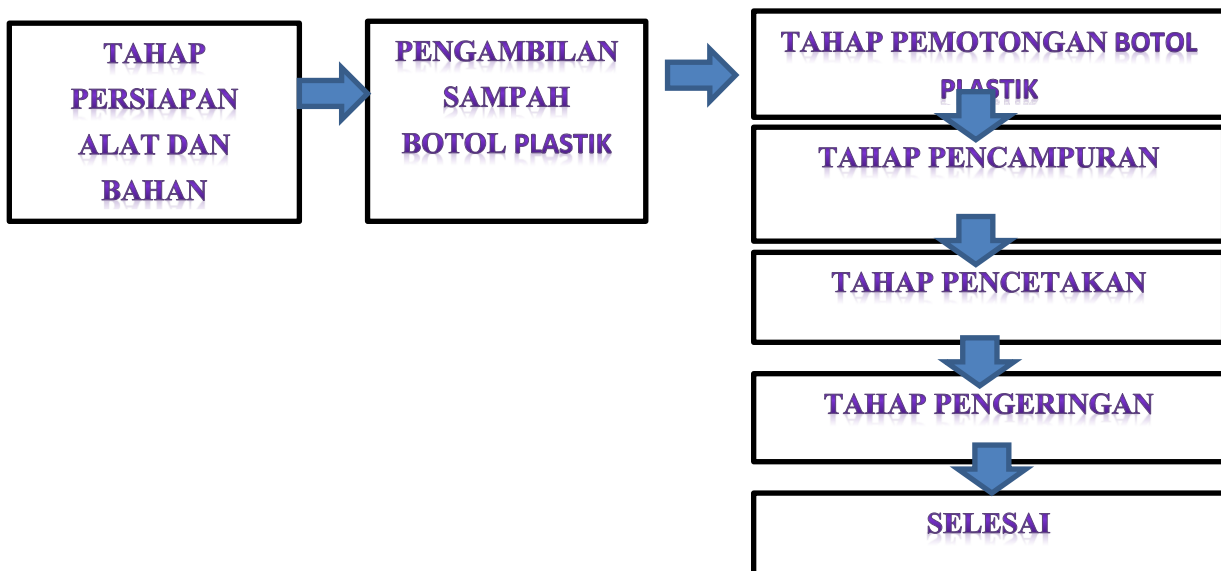 TAHAP
PERSIAPAN
ALAT DAN
BAHAN
PENGAMBILAN
SAMPAH
BOTOL PLASTIK
TAHAP PEMOTONGAN BOTOL
PLASTIK
TAHAP PENCAMPURAN
TAHAP PENCETAKAN
TAHAP PENGERINGAN
SELESAI